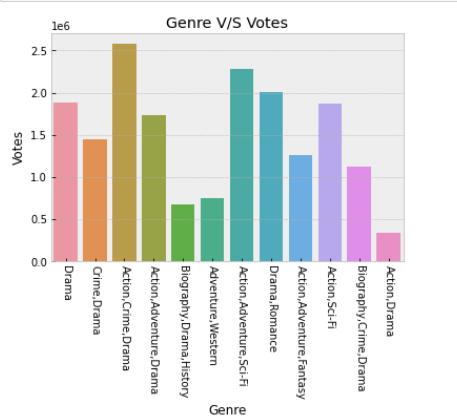 Genre V/S Votes
1e6
2.5
2.0
1.5
1.0
0.5
0.0
Votes
Drama
Crime,Drama
Action,Crime,Drama
Action,Adventure,Drama
Biography,Drama,History
Adventure,Western
Action,Adventure,Sci-Fi
Drama,Romance
Action,Adventure,Fantasy
Action,Sci-Fi
Biography,Crime,Drama
Action,Drama
Genre